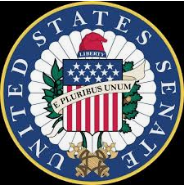 UNITED STATES SENATE
LIBERTY
E PLURIBUS UNUM